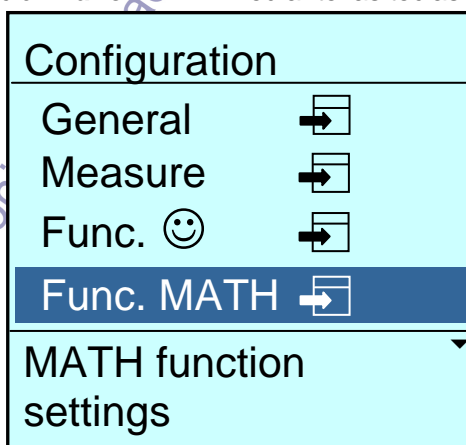 Configuration
General
Measure
Func. ☺
Func. MATH
MATH function
settings